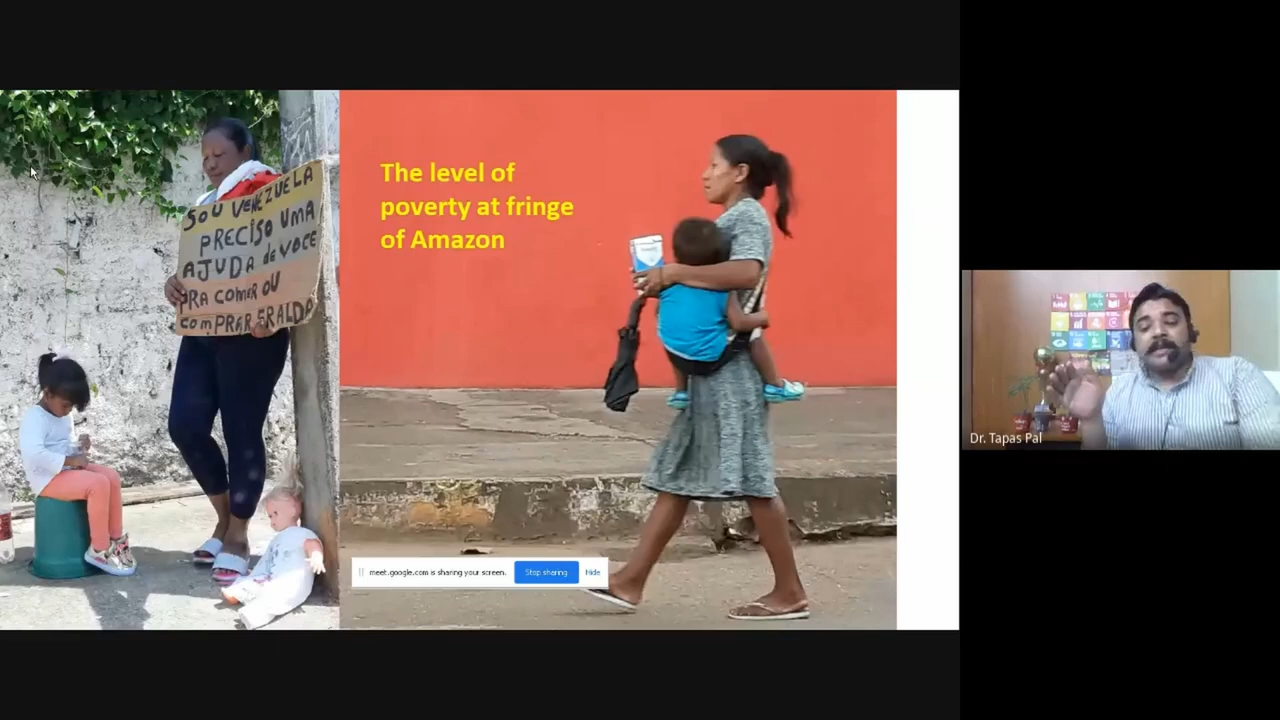 SOU VENEZUELA
PRECISO UMA
AJUDA de VOCE
PRA COMER OU
COMPRAR FRALDA
The level of
poverty at fringe
of Amazon
meet.google.com is sharing your screen.
Stop sharing
Hide
Dr. Tapas Pal